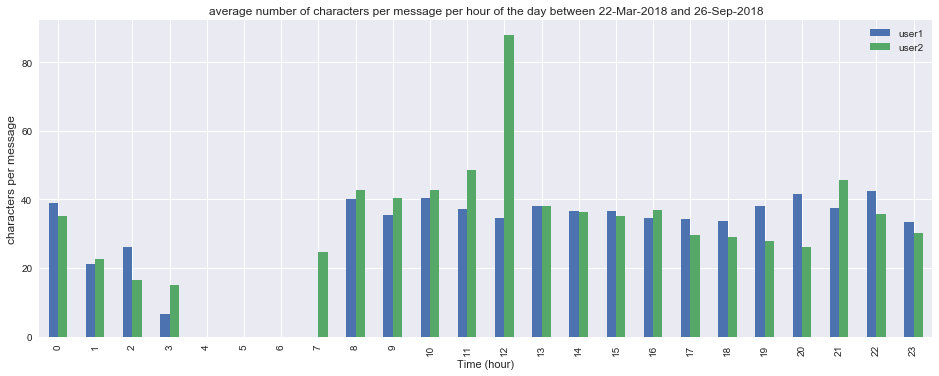 average number of characters per message per hour of the day between 22-Mar-2018 and 26-Sep-2018
user1
user2
characters per message
80
60
40
20
0
0 1 2 3 4 5 6 7 8 9 10 11 12 13 14 15 16 17 18 19 20 21 22 23
Time (hour)